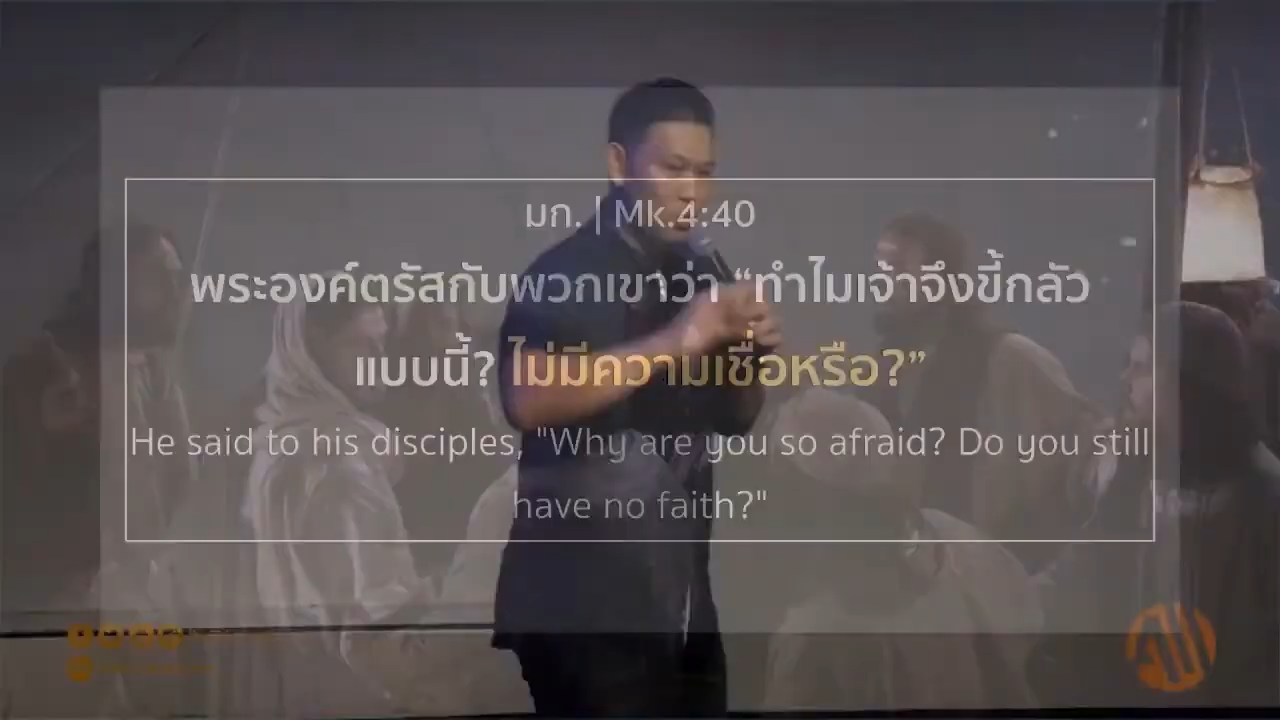 มก. | Mk.4:40
พระองค์ตรัสกับพวกเขาว่า “ทำไมเจ้าจึงขี้กลัว
แบบนี้? ไม่มีความเชื่อหรือ?”
He said to his disciples, "Why are you so afraid? Do you still
have no faith?"